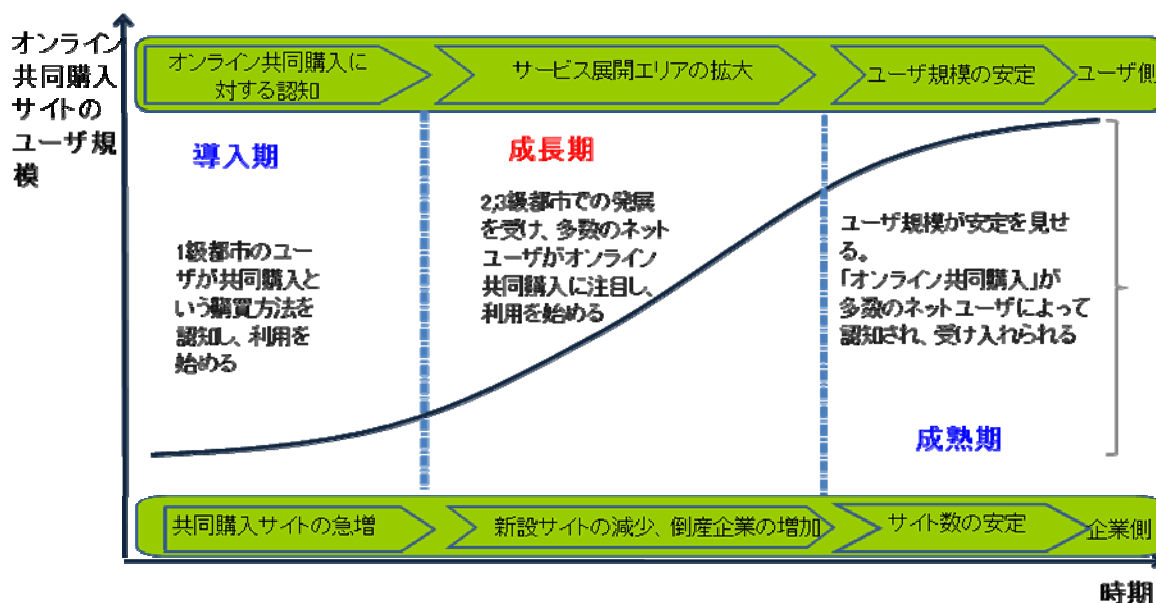 オンライン
共同購入
サイトの
ユーザ規
模
オンライン共同購入に
対する認知
サービス展開エリアの拡大
ユーザ規模の安定
ユーザ側
導入期
1級都市のユー
ザが共同購入と
いう購買方法を
認知し、利用を
始める
成長期
2,3級都市での発展
を受け、多数のネット
ユーザがオンライン
共同購入に注目し、
利用を始める
ユーザ規模が安定を見せ
る。
「オンライン共同購入」が
多数のネットユーザによって
認知され、受け入れられる
成熟期
共同購入サイトの急増
新設サイトの減少、倒産企業の増加
サイト数の安定
企業側
時期